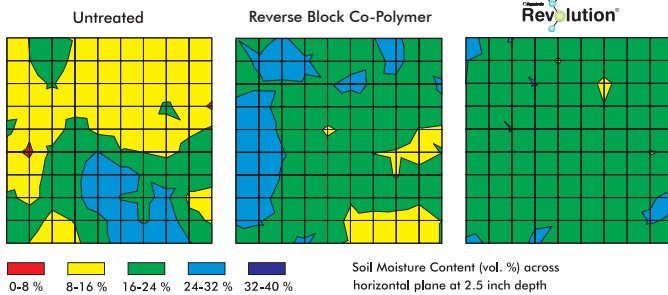 Untreated
Reverse Block Co-Polymer
Revolution®
0-8 %
8-16 %
16-24 %
24-32 %
32-40 %
Soil Moisture Content (vol. %) across
horizontal plane at 2.5 inch depth